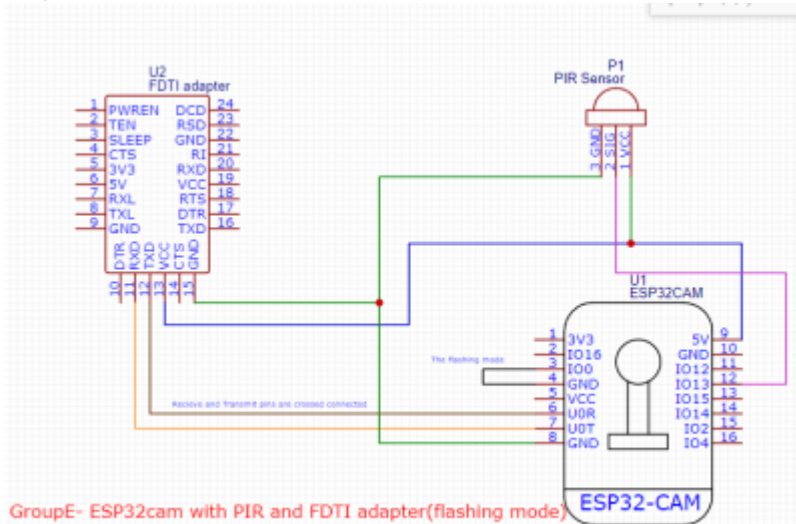 U2
FDTI adapter
1 PWREN DCD 24
2 TEN RSD 23
3 SLEEP GND 22
4 CTS RI 21
5 3V3 RXD 20
6 5V VCC 19
7 RXL RTS 18
8 TXL DTR 17
9 GND TXD 16
DTR RXD TXD VCC CTS GND
10 11 12 13 14 15
P1
PIR Sensor
3 GND
2 SIG
1 VCC
U1
ESP32CAM
1 3V3 5V 9
2 IO16 GND 10
3 IO0 IO12 11
4 GND IO13 12
5 VCC IO15 13
6 U0R IO14 14
7 U0T IO2 15
8 GND IO4 16
The flashing mode
Recieve and Transmit pins are crossed connected
ESP32-CAM
GroupE- ESP32cam with PIR and FDTI adapter(flashing mode)